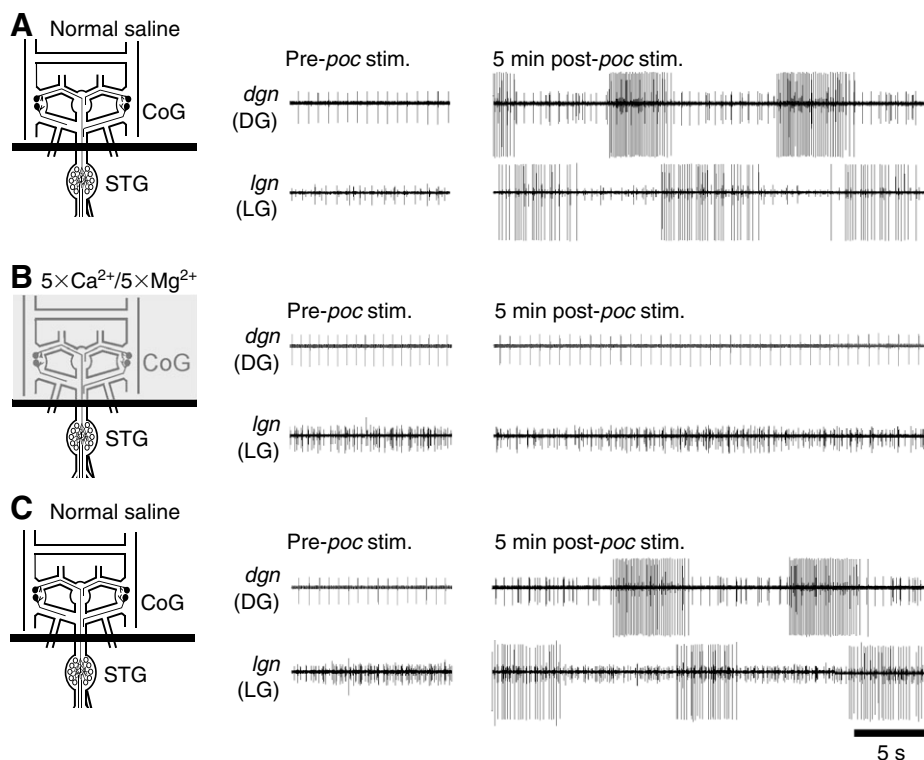 A Normal saline
CoG
STG
Pre-poc stim.
5 min post-poc stim.
dgn
(DG)
lgn
(LG)
B 5×Ca²⁺/5×Mg²⁺
CoG
STG
Pre-poc stim.
5 min post-poc stim.
dgn
(DG)
lgn
(LG)
C Normal saline
CoG
STG
Pre-poc stim.
5 min post-poc stim.
dgn
(DG)
lgn
(LG)
5 s